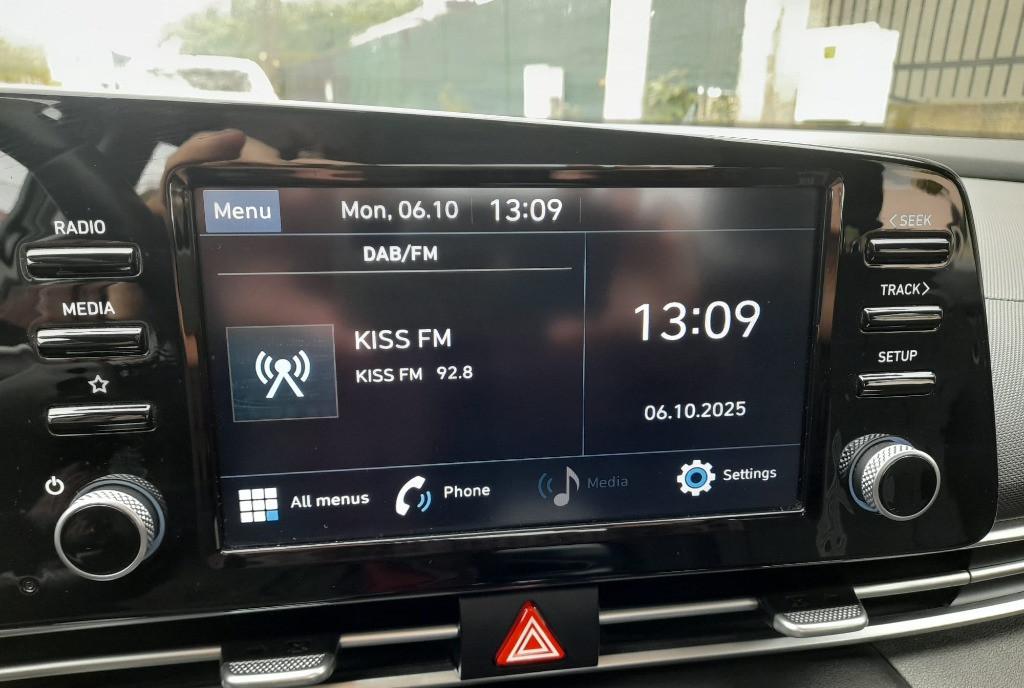 RADIO
MEDIA
Menu
Mon, 06.10
13:09
DAB/FM
KISS FM
KISS FM 92.8
13:09
06.10.2025
All menus
Phone
Media
Settings
< SEEK
TRACK >
SETUP